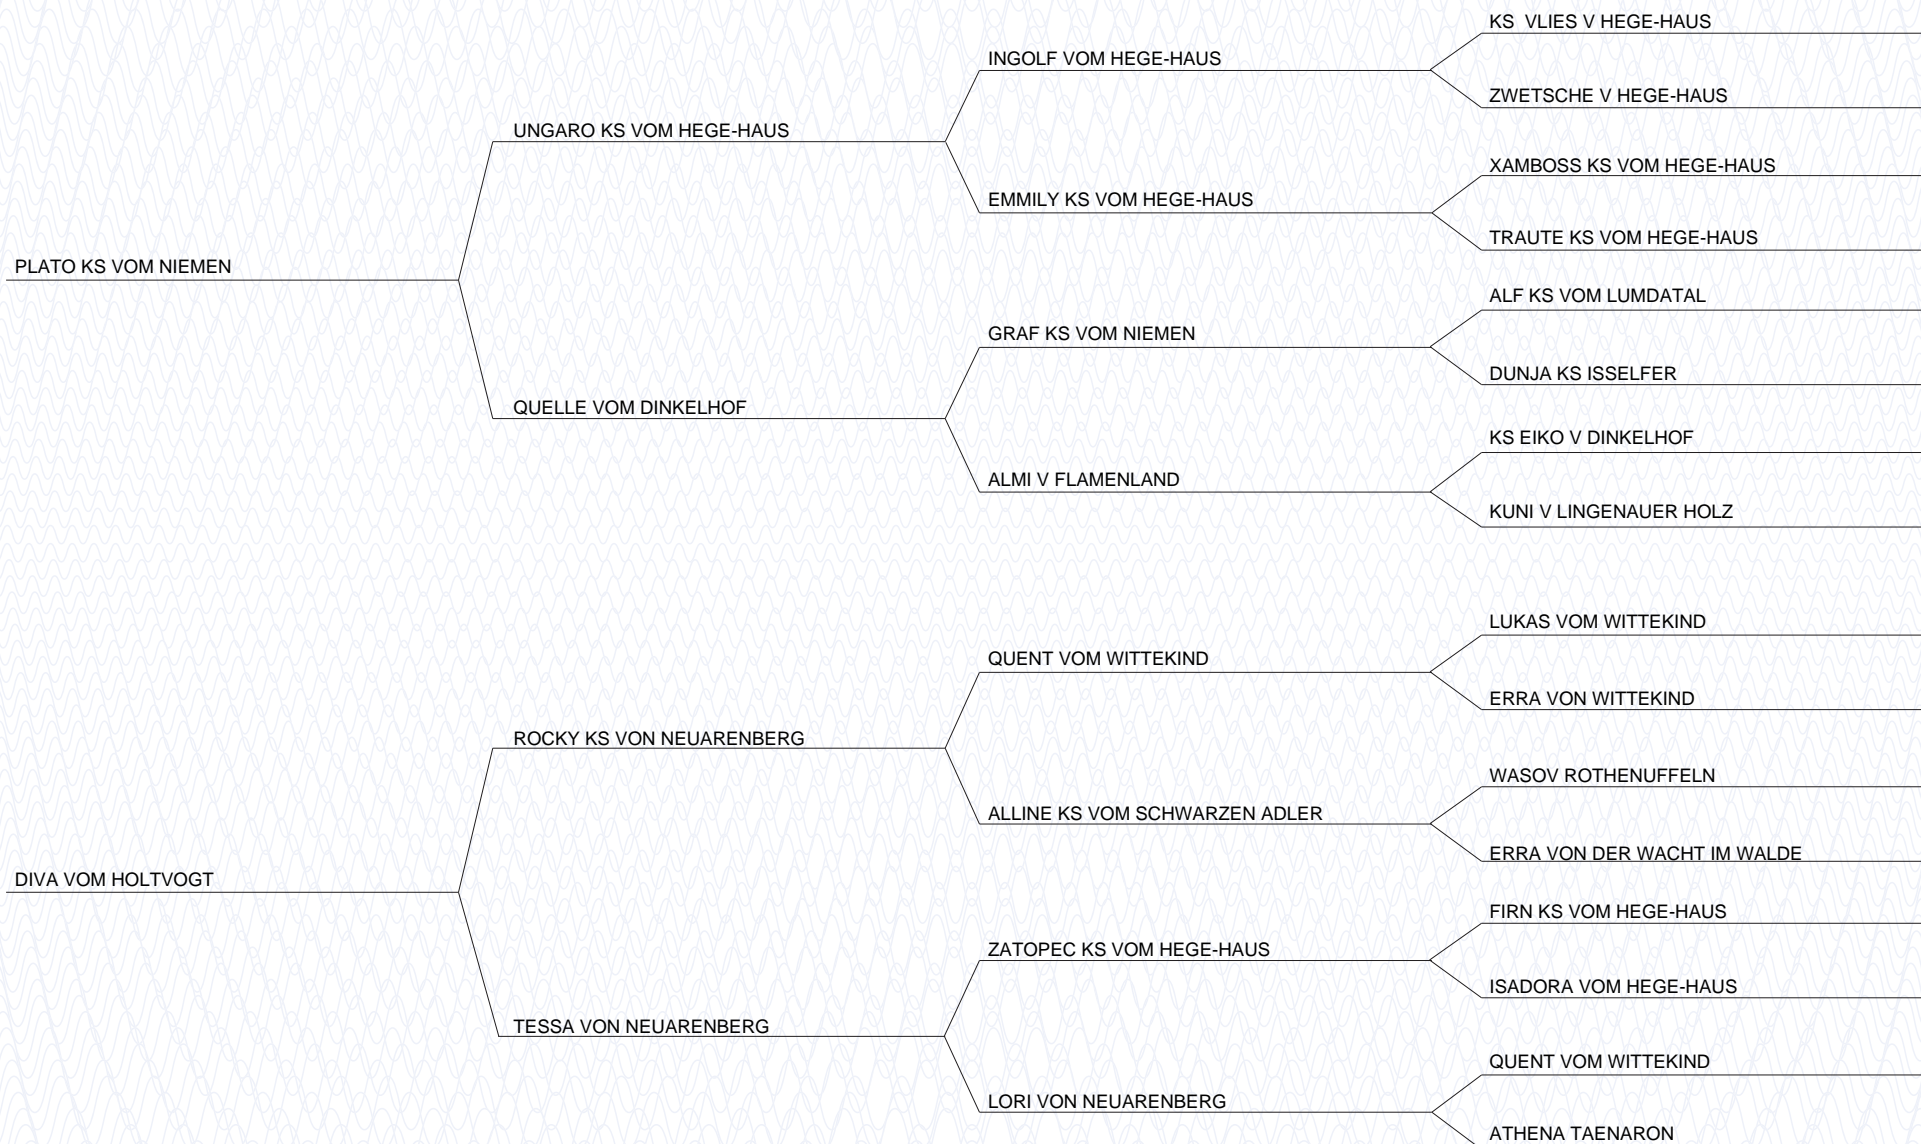 KS VLIES V HEGE-HAUS
INGOLF VOM HEGE-HAUS
ZWETSCHE V HEGE-HAUS
UNGARO KS VOM HEGE-HAUS
XAMBOSS KS VOM HEGE-HAUS
EMMILY KS VOM HEGE-HAUS
TRAUTE KS VOM HEGE-HAUS
PLATO KS VOM NIEMEN
ALF KS VOM LUMDATAL
GRAF KS VOM NIEMEN
DUNJA KS ISSELFER
QUELLE VOM DINKELHOF
KS EIKO V DINKELHOF
ALMI V FLAMENLAND
KUNI V LINGENAUER HOLZ
LUKAS VOM WITTEKIND
QUENT VOM WITTEKIND
ERRA VON WITTEKIND
ROCKY KS VON NEUARENBERG
WASOV ROTHENUFFELN
ALLINE KS VOM SCHWARZEN ADLER
ERRA VON DER WACHT IM WALDE
DIVA VOM HOLTVOGT
FIRN KS VOM HEGE-HAUS
ZATOPEC KS VOM HEGE-HAUS
ISADORA VOM HEGE-HAUS
TESSA VON NEUARENBERG
QUENT VOM WITTEKIND
LORI VON NEUARENBERG
ATHENA TAENARON